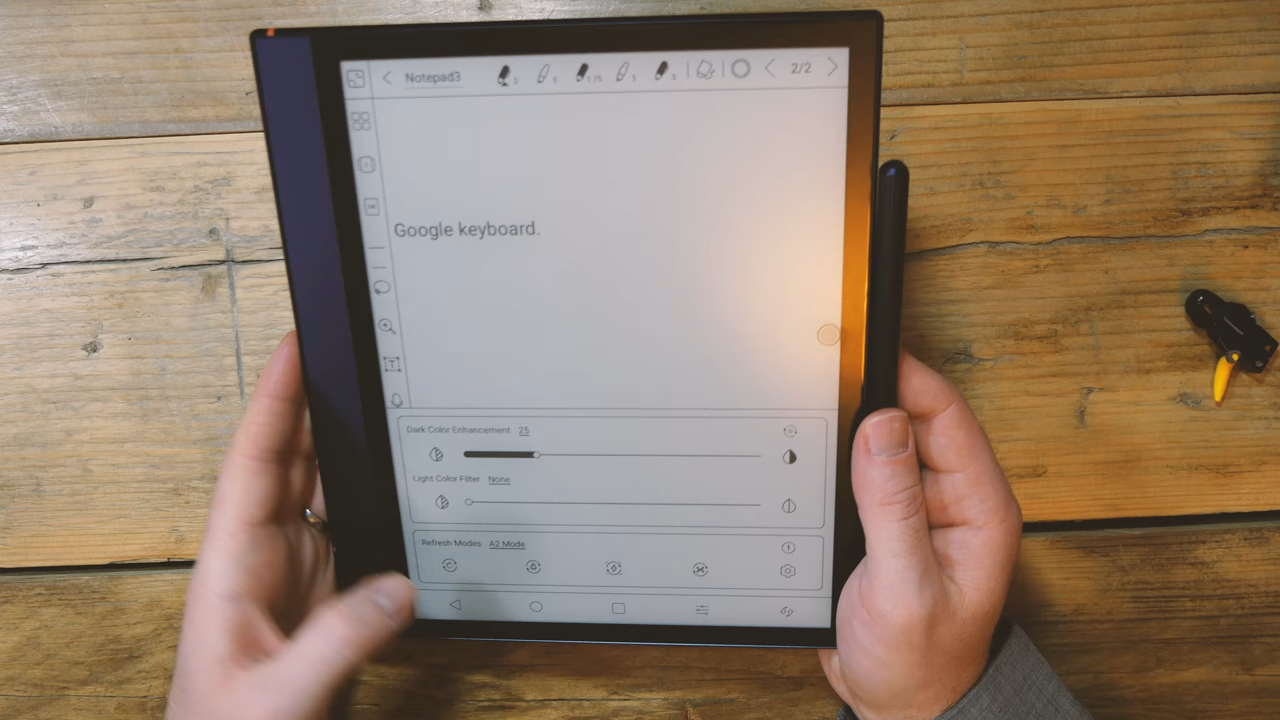 Notepad3
2/2
Google keyboard.
Dark Color Enhancement 25
Light Color Filter None
Refresh Modes A2 Mode